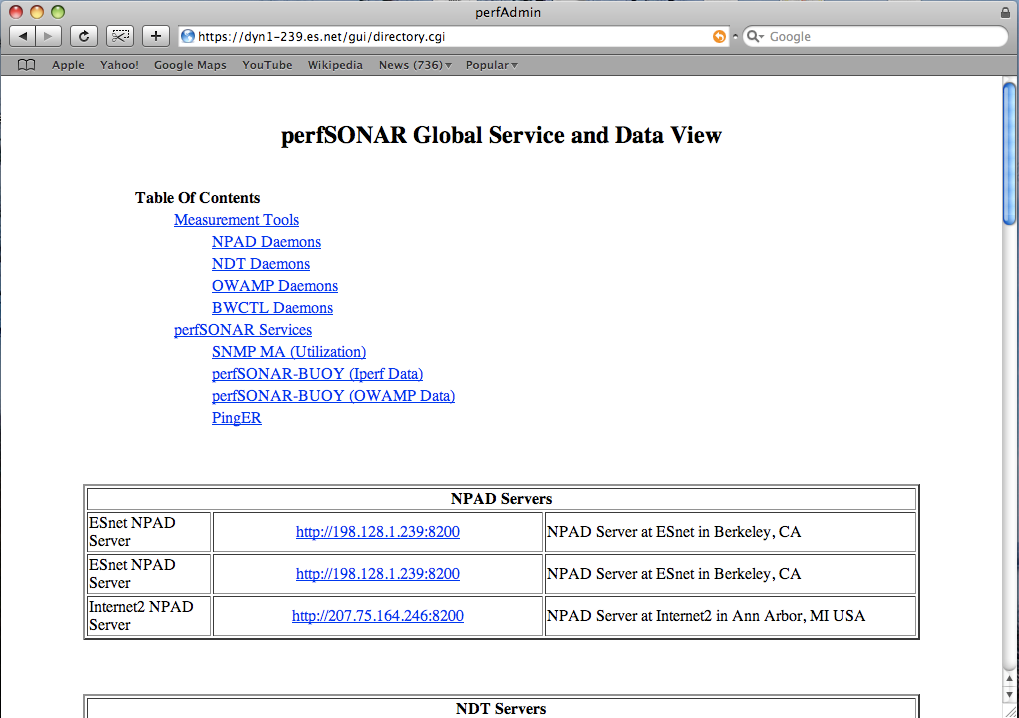 perfAdmin
https://dyn1-239.es.net/gui/directory.cgi
Google
Apple Yahoo! Google Maps YouTube Wikipedia News (736)▾ Popular▾
perfSONAR Global Service and Data View
Table Of Contents
Measurement Tools
NPAD Daemons
NDT Daemons
OWAMP Daemons
BWCTL Daemons
perfSONAR Services
SNMP MA (Utilization)
perfSONAR-BUOY (Iperf Data)
perfSONAR-BUOY (OWAMP Data)
PingER
NPAD Servers
ESnet NPAD
Server
http://198.128.1.239:8200
NPAD Server at ESnet in Berkeley, CA
ESnet NPAD
Server
http://198.128.1.239:8200
NPAD Server at ESnet in Berkeley, CA
Internet2 NPAD
Server
http://207.75.164.246:8200
NPAD Server at Internet2 in Ann Arbor, MI USA
NDT Servers